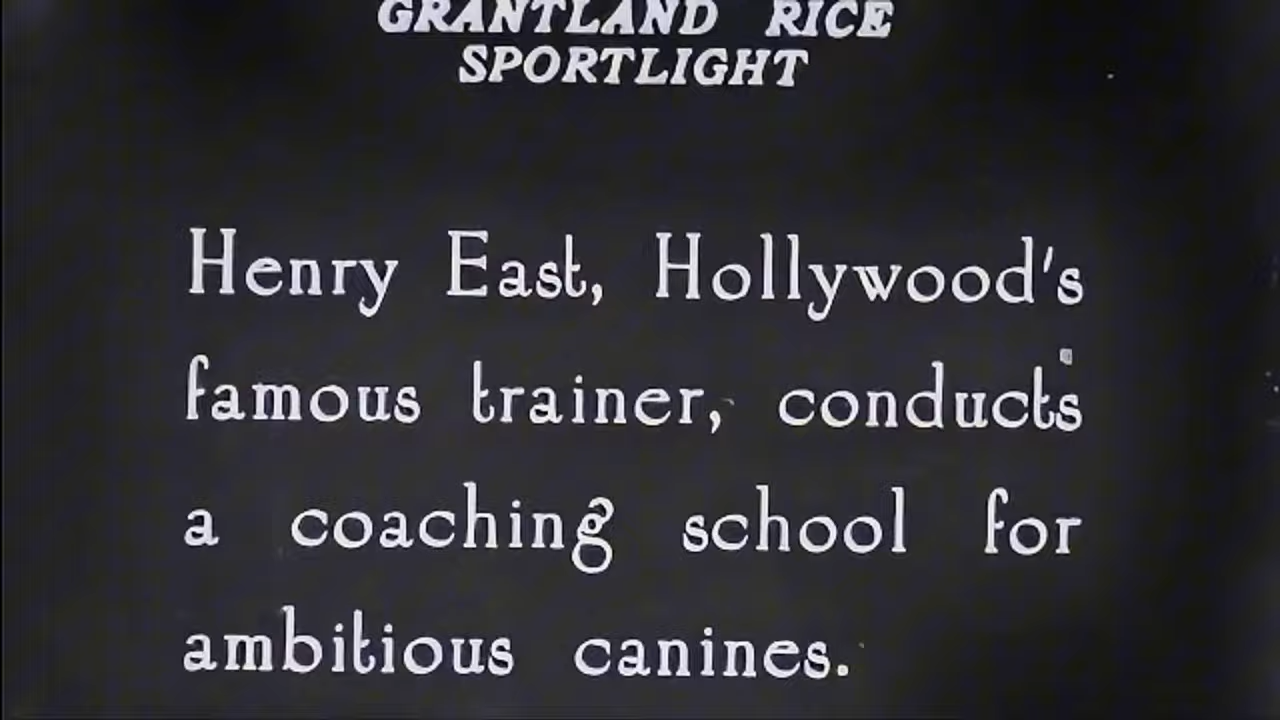 GRANTLAND RICE
SPORTLIGHT
Henry East, Hollywood's
famous trainer, conducts
a coaching school for
ambitious canines.